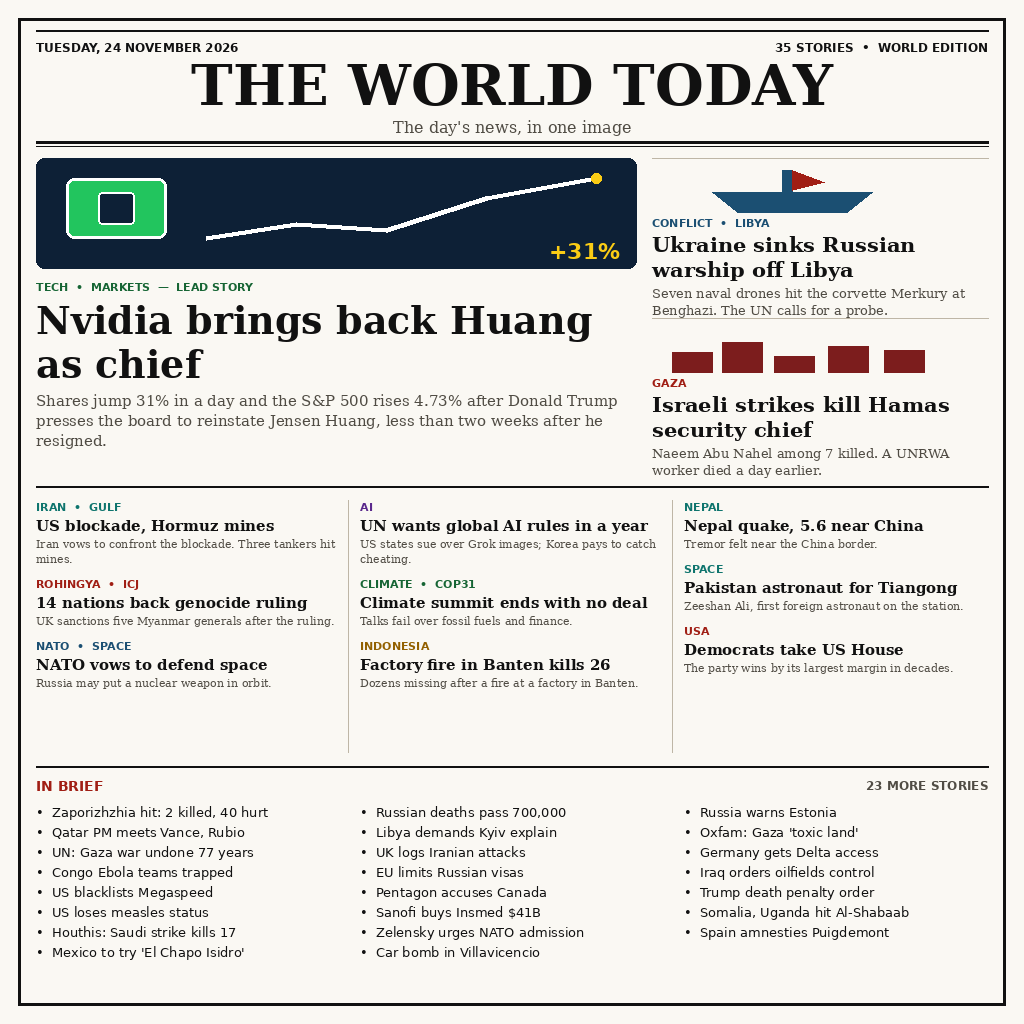 TUESDAY, 24 NOVEMBER 2026
35 STORIES • WORLD EDITION
THE WORLD TODAY
The day's news, in one image
+31%
TECH • MARKETS — LEAD STORY
Nvidia brings back Huang
as chief
Shares jump 31% in a day and the S&P 500 rises 4.73% after Donald Trump
presses the board to reinstate Jensen Huang, less than two weeks after he
resigned.
CONFLICT • LIBYA
Ukraine sinks Russian
warship off Libya
Seven naval drones hit the corvette Merkury at
Benghazi. The UN calls for a probe.
GAZA
Israeli strikes kill Hamas
security chief
Naeem Abu Nahel among 7 killed. A UNRWA
worker died a day earlier.
IRAN • GULF
US blockade, Hormuz mines
Iran vows to confront the blockade. Three tankers hit
mines.
ROHINGYA • ICJ
14 nations back genocide ruling
UK sanctions five Myanmar generals after the ruling.
NATO • SPACE
NATO vows to defend space
Russia may put a nuclear weapon in orbit.
AI
UN wants global AI rules in a year
US states sue over Grok images; Korea pays to catch
cheating.
CLIMATE • COP31
Climate summit ends with no deal
Talks fail over fossil fuels and finance.
INDONESIA
Factory fire in Banten kills 26
Dozens missing after a fire at a factory in Banten.
NEPAL
Nepal quake, 5.6 near China
Tremor felt near the China border.
SPACE
Pakistan astronaut for Tiangong
Zeeshan Ali, first foreign astronaut on the station.
USA
Democrats take US House
The party wins by its largest margin in decades.
IN BRIEF
23 MORE STORIES
• Zaporizhzhia hit: 2 killed, 40 hurt
• Qatar PM meets Vance, Rubio
• UN: Gaza war undone 77 years
• Congo Ebola teams trapped
• US blacklists Megaspeed
• US loses measles status
• Houthis: Saudi strike kills 17
• Mexico to try 'El Chapo Isidro'
• Russian deaths pass 700,000
• Libya demands Kyiv explain
• UK logs Iranian attacks
• EU limits Russian visas
• Pentagon accuses Canada
• Sanofi buys Insmed $41B
• Zelensky urges NATO admission
• Car bomb in Villavicencio
• Russia warns Estonia
• Oxfam: Gaza 'toxic land'
• Germany gets Delta access
• Iraq orders oilfields control
• Trump death penalty order
• Somalia, Uganda hit Al-Shabaab
• Spain amnesties Puigdemont